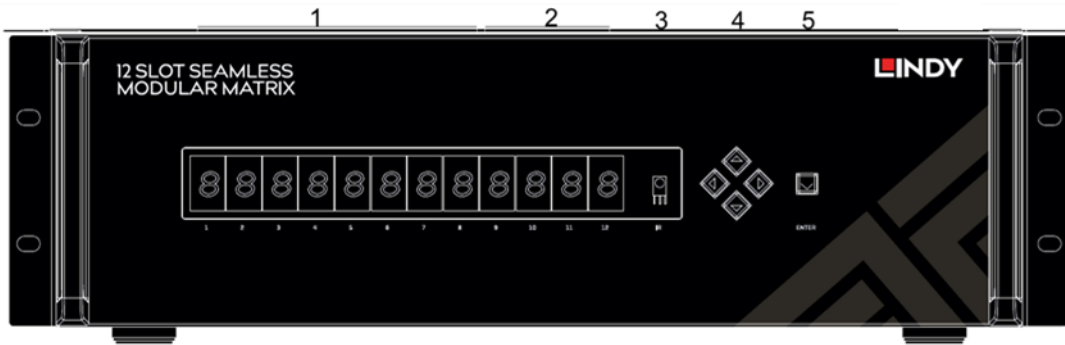 1 2 3 4 5
12 SLOT SEAMLESS
MODULAR MATRIX
LINDY
8 8 8 8 8 8 8 8 8 8 8 8
1 2 3 4 5 6 7 8 9 10 11 12 IR
ENTER